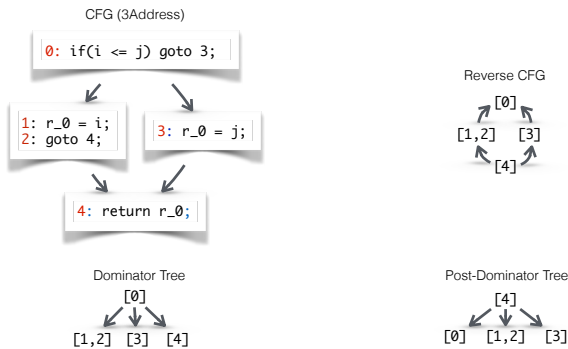 CFG (3Address)
0: if(i <= j) goto 3;
1: r_0 = i;
2: goto 4;
3: r_0 = j;
4: return r_0;
Reverse CFG
[0]
[1,2] [3]
[4]
Dominator Tree
[0]
[1,2] [3] [4]
Post-Dominator Tree
[4]
[0] [1,2] [3]